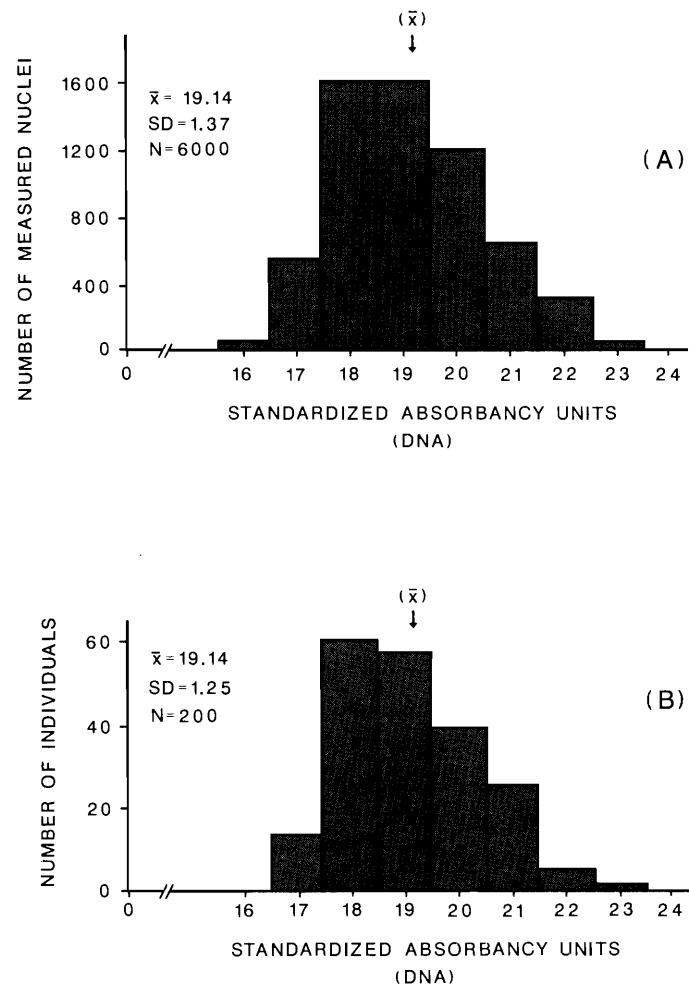 (x̄)
↓
NUMBER OF MEASURED NUCLEI
1600
1200
800
400
0
x̄ = 19.14
SD = 1.37
N = 6000
(A)
0 16 17 18 19 20 21 22 23 24
STANDARDIZED ABSORBANCY UNITS
(DNA)
(x̄)
↓
NUMBER OF INDIVIDUALS
60
40
20
0
x̄ = 19.14
SD = 1.25
N = 200
(B)
0 16 17 18 19 20 21 22 23 24
STANDARDIZED ABSORBANCY UNITS
(DNA)